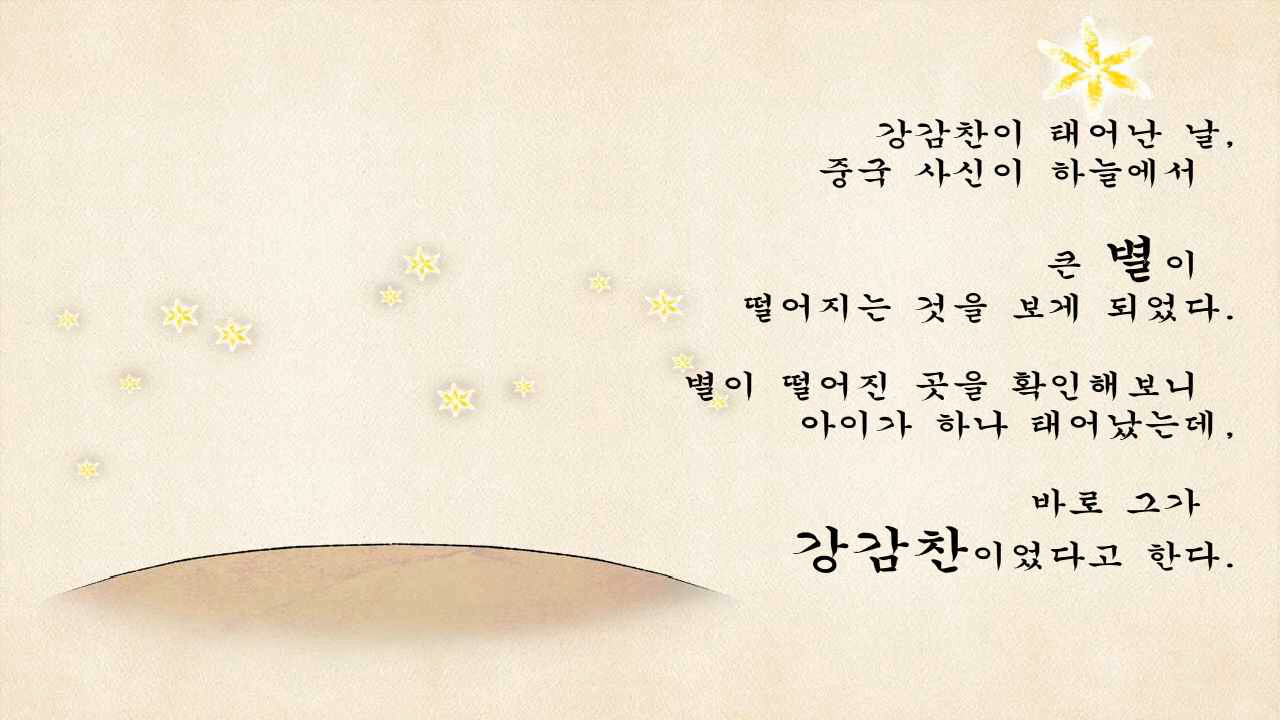 강감찬이 태어난 날,
중국 사신이 하늘에서
큰 별이
떨어지는 것을 보게 되었다.
별이 떨어진 곳을 확인해보니
아이가 하나 태어났는데,
바로 그가
강감찬이었다고 한다.